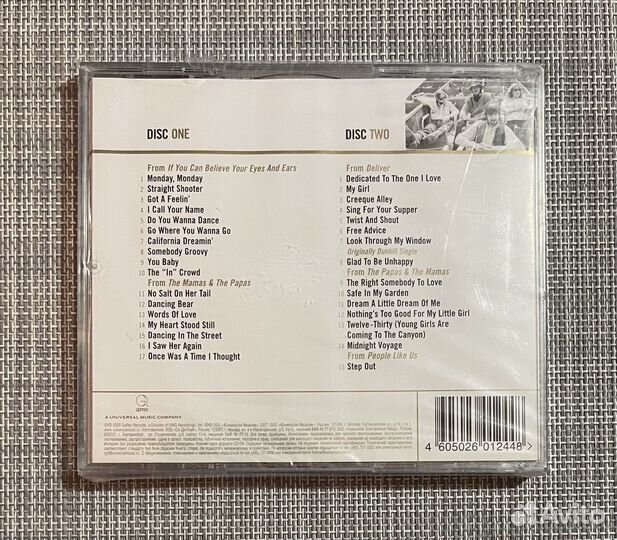 DISC ONE
From If You Can Believe Your Eyes And Ears
1 Monday, Monday
2 Straight Shooter
3 Got A Feelin'
4 I Call Your Name
5 Do You Wanna Dance
6 Go Where You Wanna Go
7 California Dreamin'
8 Somebody Groovy
9 You Baby
10 The "In" Crowd
From The Mamas & The Papas
11 No Salt On Her Tail
12 Dancing Bear
13 Words Of Love
14 My Heart Stood Still
15 Dancing In The Street
16 I Saw Her Again
17 Once Was A Time I Thought
DISC TWO
From Deliver
1 Dedicated To The One I Love
2 My Girl
3 Creeque Alley
4 Sing For Your Supper
5 Twist And Shout
6 Free Advice
7 Look Through My Window
Originally Dunhill Single
8 Glad To Be Unhappy
From The Papas & The Mamas
9 The Right Somebody To Love
10 Safe In My Garden
11 Dream A Little Dream Of Me
12 Nothing's Too Good For My Little Girl
13 Twelve-Thirty (Young Girls Are
Coming To The Canyon)
14 Midnight Voyage
From People Like Us
15 Step Out
GEFFEN
A UNIVERSAL MUSIC COMPANY
4 605026 012448
Avito